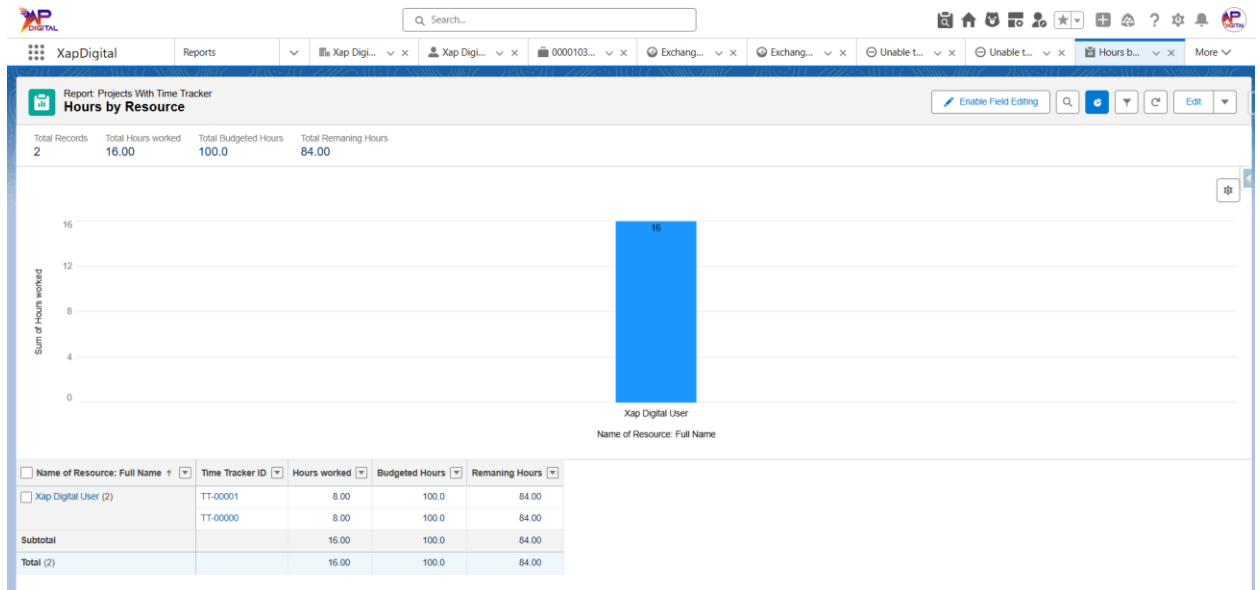 XAP
DIGITAL
Search...
XAP
DIGITAL
XapDigital
Reports
Xap Digi...
Xap Digi...
0000103...
Exchang...
Exchang...
Unable t...
Unable t...
Hours b...
More
Report: Projects With Time Tracker
Hours by Resource
Enable Field Editing
Edit
Total Records Total Hours worked Total Budgeted Hours Total Remaning Hours
2 16.00 100.0 84.00
16
12
8
4
0
Sum of Hours worked
16
Xap Digital User
Name of Resource: Full Name
Name of Resource: Full Name ↑ Time Tracker ID Hours worked Budgeted Hours Remaning Hours
Xap Digital User (2) TT-00001 8.00 100.0 84.00
TT-00000 8.00 100.0 84.00
Subtotal 16.00 100.0 84.00
Total (2) 16.00 100.0 84.00